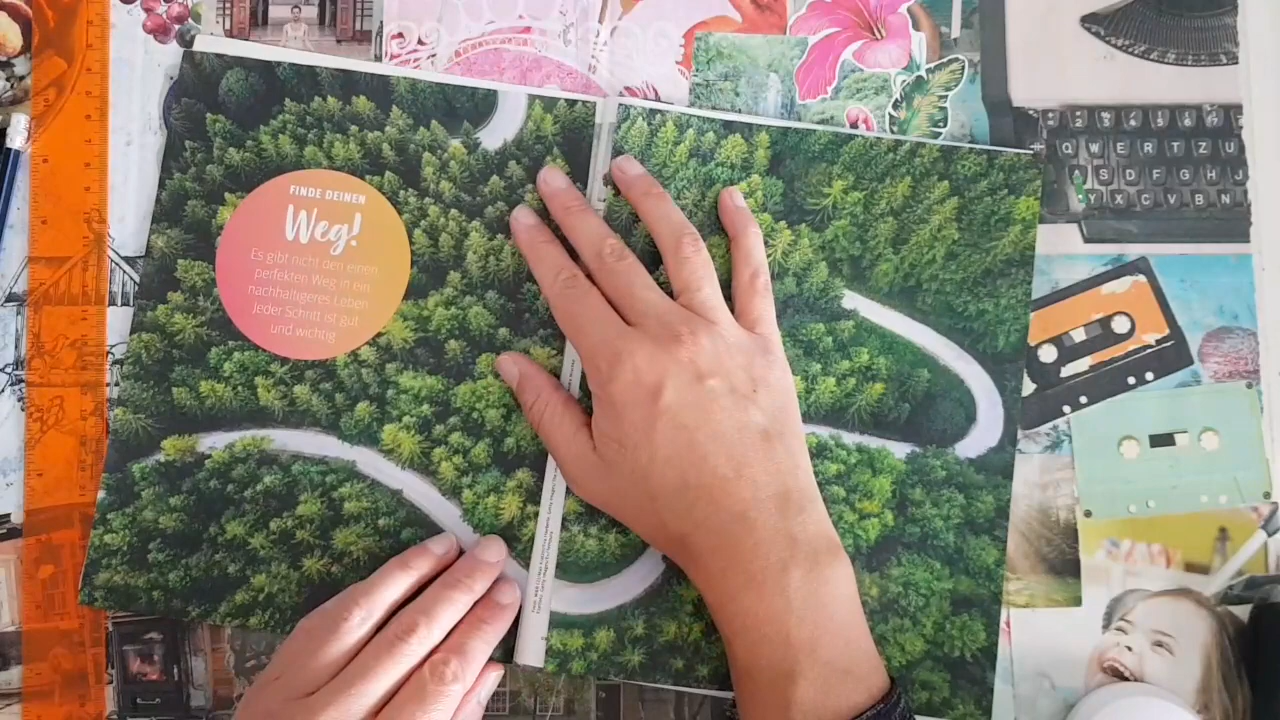 FINDE DEINEN
Weg!
Es gibt nicht den einen
perfekten Weg in ein
nachhaltigeres Leben
Jeder Schritt ist gut
und wichtig
Q W E R T Z U
A S D F G H J
Y X C V B N